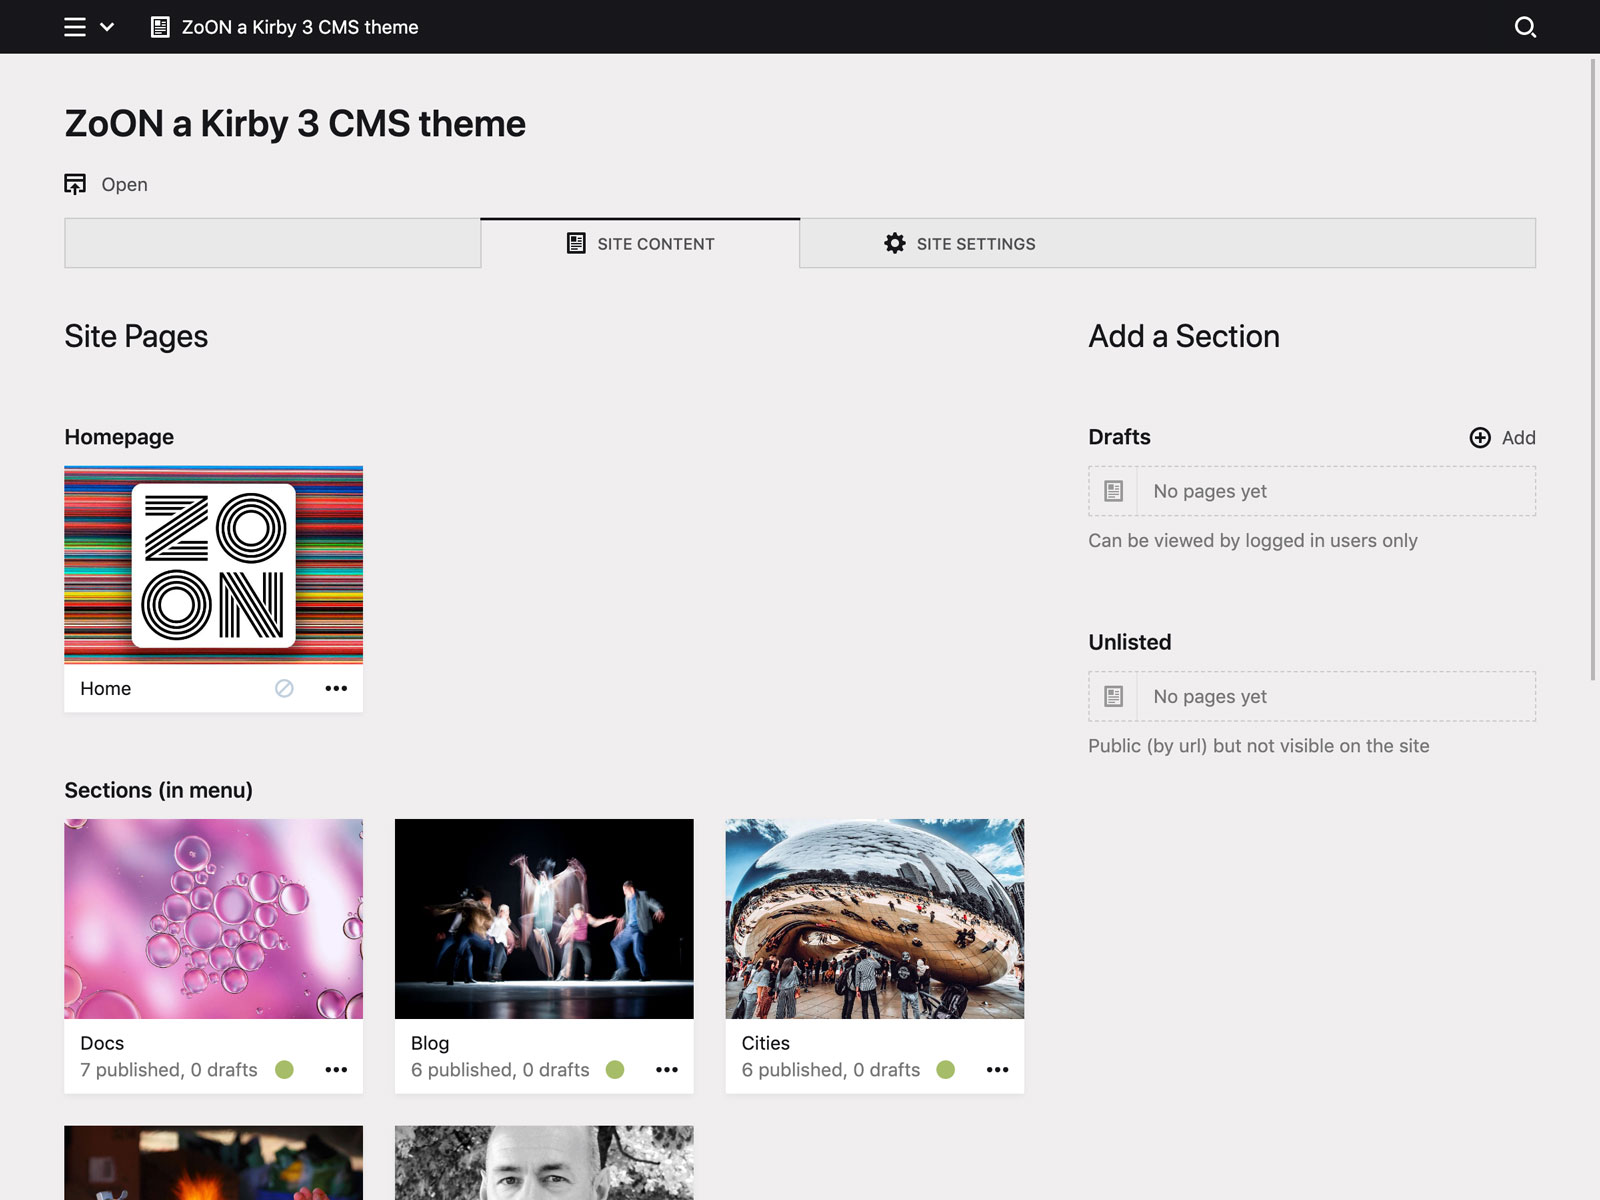 ZoON a Kirby 3 CMS theme
ZoON a Kirby 3 CMS theme
Open
SITE CONTENT
SITE SETTINGS
Site Pages
Homepage
ZO
ON
Home
Sections (in menu)
Docs
7 published, 0 drafts
Blog
6 published, 0 drafts
Cities
6 published, 0 drafts
Add a Section
Drafts
Add
No pages yet
Can be viewed by logged in users only
Unlisted
No pages yet
Public (by url) but not visible on the site